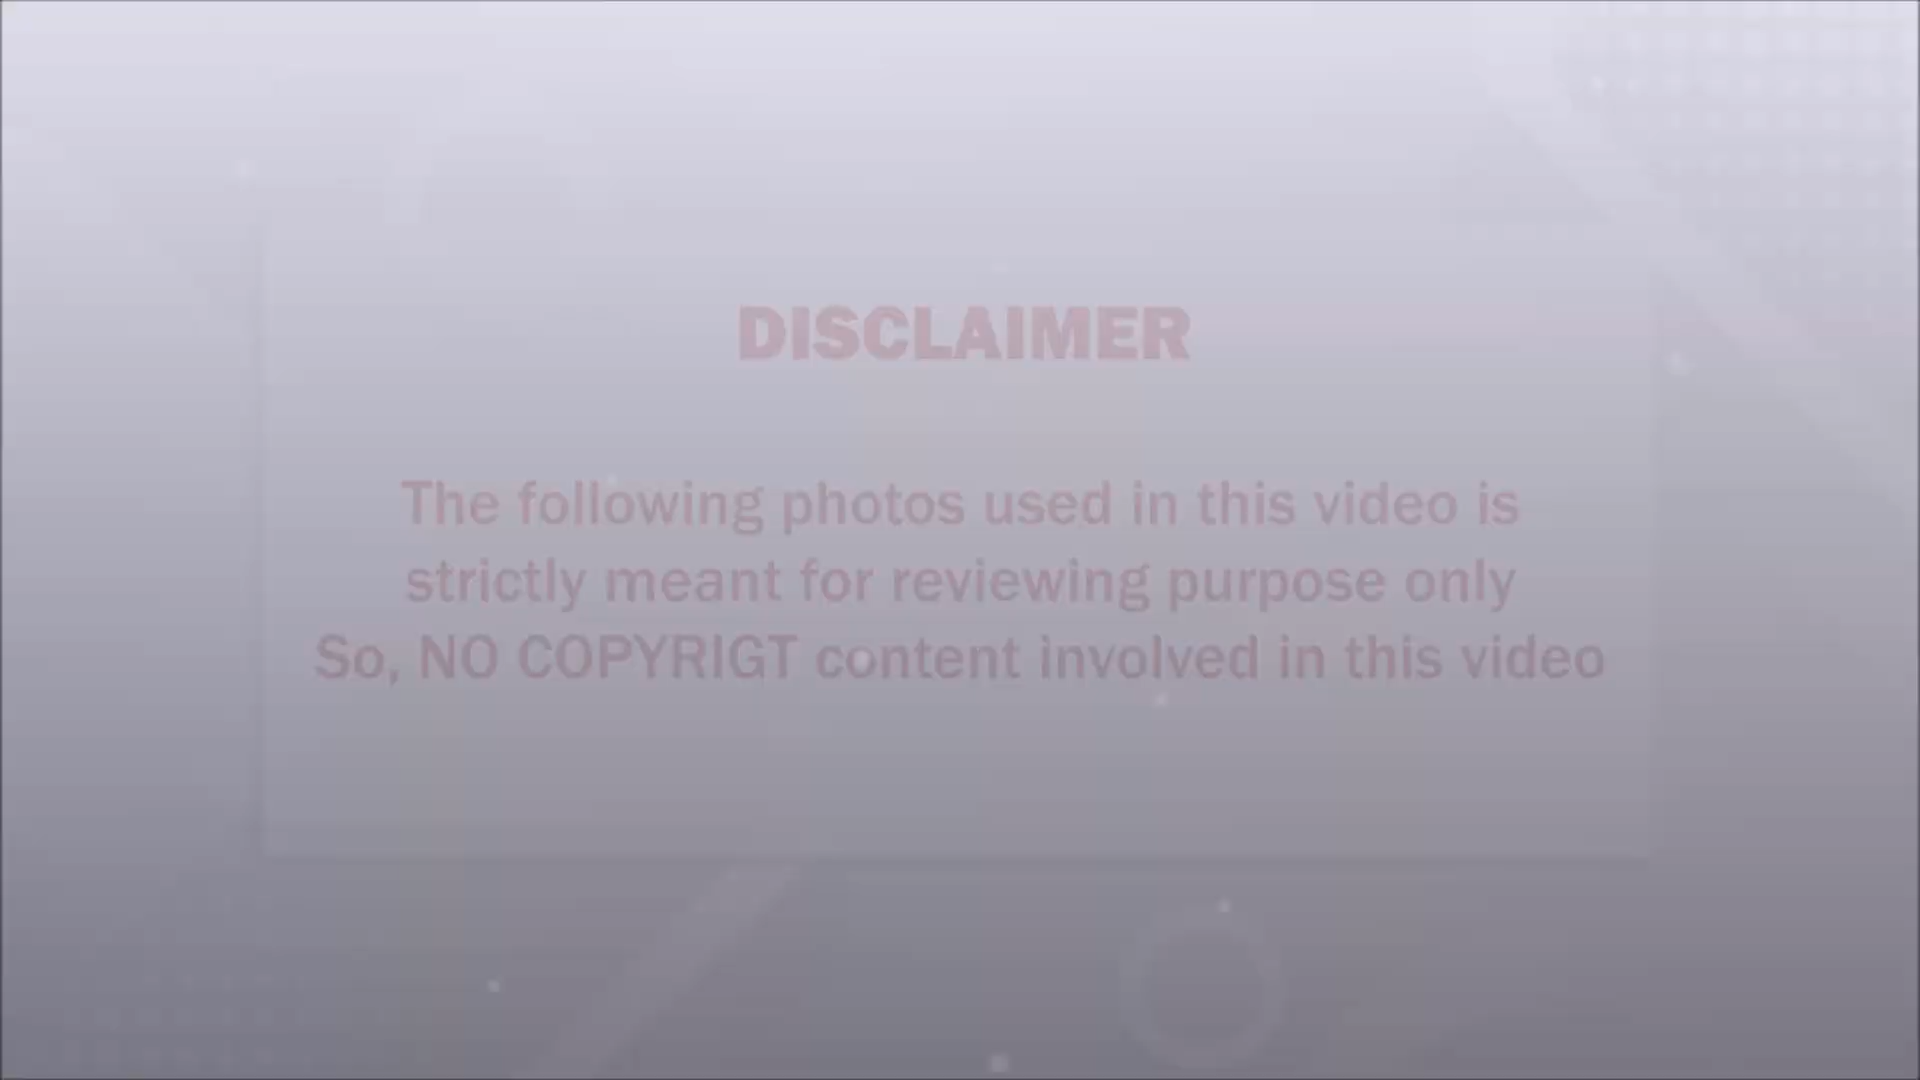 DISCLAIMER
The following photos used in this video is
strictly meant for reviewing purpose only
So, NO COPYRIGT content involved in this video